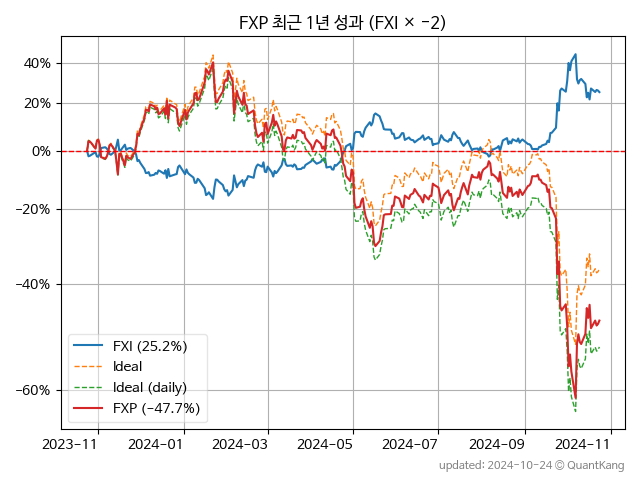 FXP 최근 1년 성과 (FXI × −2)
40%
20%
0%
−20%
−40%
−60%
FXI (25.2%)
Ideal
Ideal (daily)
FXP (−47.7%)
2023−11 2024−01 2024−03 2024−05 2024−07 2024−09 2024−11
updated: 2024-10-24 © QuantKang